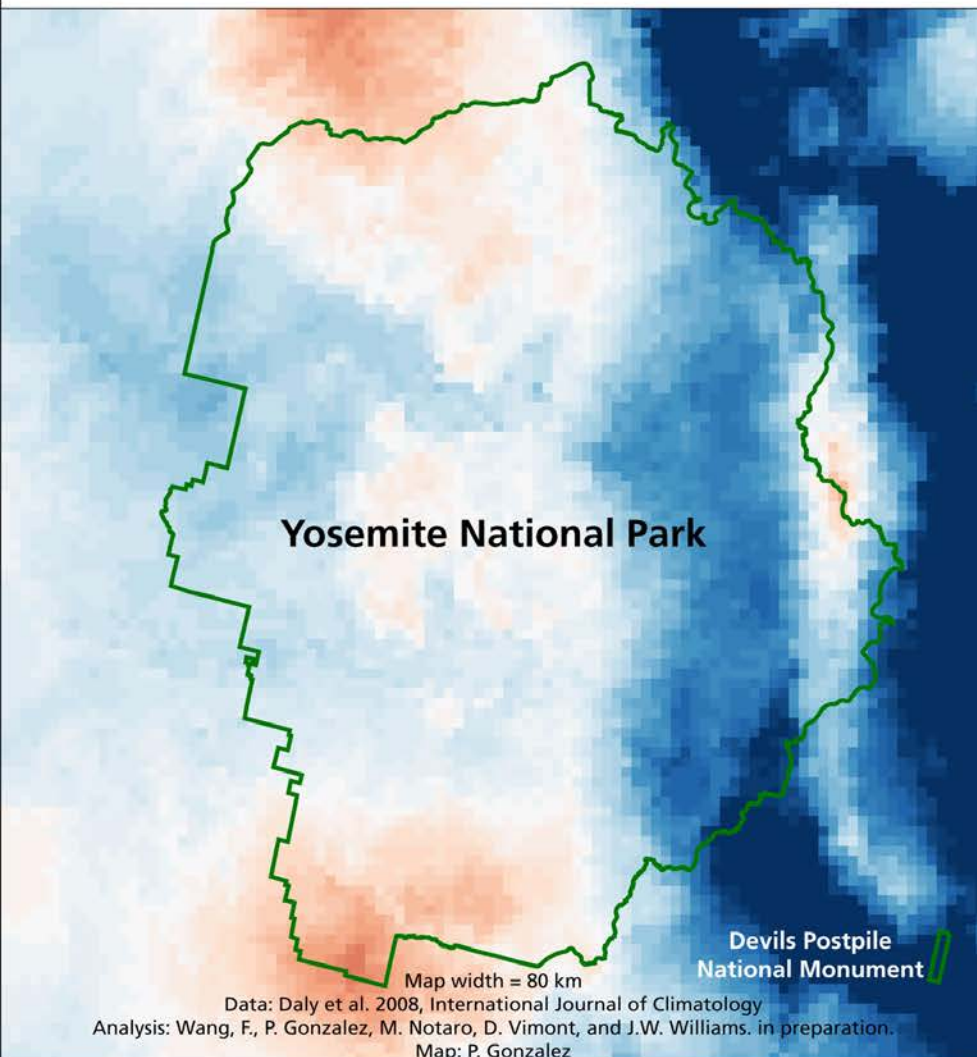 Yosemite National Park
Devils Postpile
National Monument
Map width = 80 km
Data: Daly et al. 2008, International Journal of Climatology
Analysis: Wang, F., P. Gonzalez, M. Notaro, D. Vimont, and J.W. Williams. in preparation.
Map: P. Gonzalez